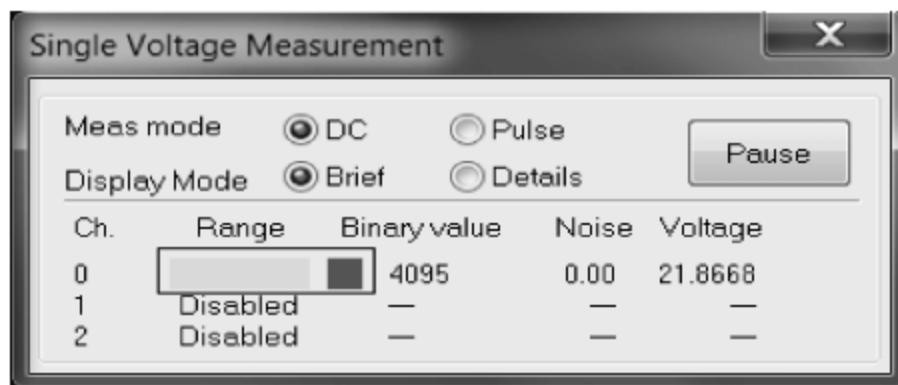 Single Voltage Measurement
Meas mode DC Pulse Pause
Display Mode Brief Details
Ch. Range Binary value Noise Voltage
0 4095 0.00 21.8668
1 Disabled — — —
2 Disabled — — —